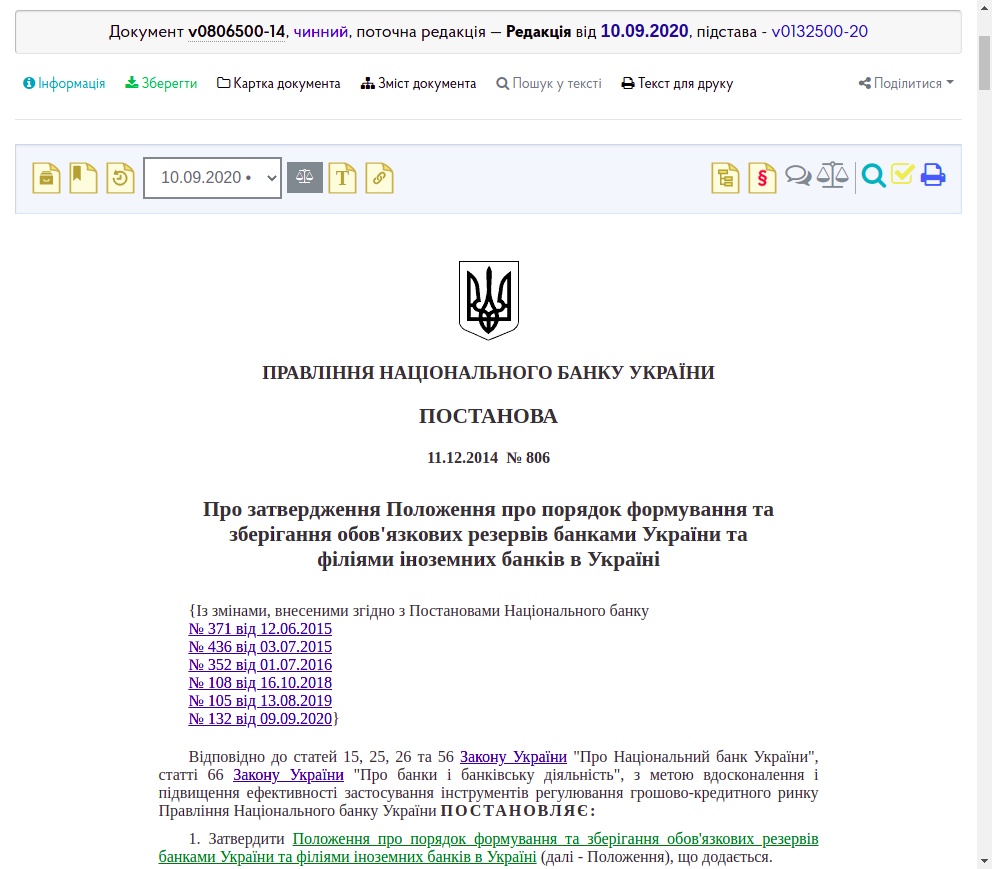 Документ v0806500-14, чинний, поточна редакція — Редакція від 10.09.2020, підстава - v0132500-20
Інформація Зберегти Картка документа Зміст документа Пошук у тексті Текст для друку Поділитися
10.09.2020 • T §
ПРАВЛІННЯ НАЦІОНАЛЬНОГО БАНКУ УКРАЇНИ
ПОСТАНОВА
11.12.2014 № 806
Про затвердження Положення про порядок формування та
зберігання обов'язкових резервів банками України та
філіями іноземних банків в Україні
{Із змінами, внесеними згідно з Постановами Національного банку
№ 371 від 12.06.2015
№ 436 від 03.07.2015
№ 352 від 01.07.2016
№ 108 від 16.10.2018
№ 105 від 13.08.2019
№ 132 від 09.09.2020}
Відповідно до статей 15, 25, 26 та 56 Закону України "Про Національний банк України",
статті 66 Закону України "Про банки і банківську діяльність", з метою вдосконалення і
підвищення ефективності застосування інструментів регулювання грошово-кредитного ринку
Правління Національного банку України ПОСТАНОВЛЯЄ:
1. Затвердити Положення про порядок формування та зберігання обов'язкових резервів
банками України та філіями іноземних банків в Україні (далі - Положення), що додається.